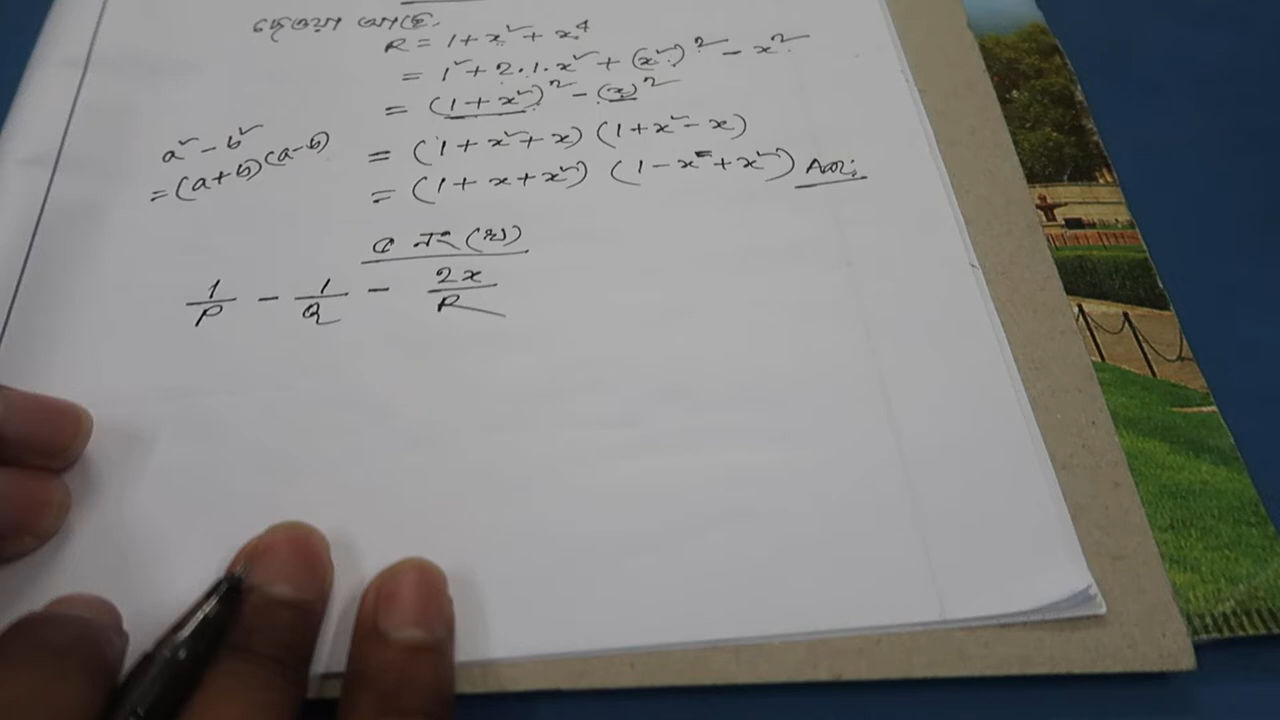 দেওয়া আছে,
R = 1 + x² + x⁴
= 1² + 2.1.x² + (x²)² - x²
= (1 + x²)² - (x)²
a² - b²
= (a+b)(a-b)
= (1 + x² + x) (1 + x² - x)
= (1 + x + x²) (1 - x + x²) Ans:
৫ নং (খ)
1/P - 1/Q - 2x/R